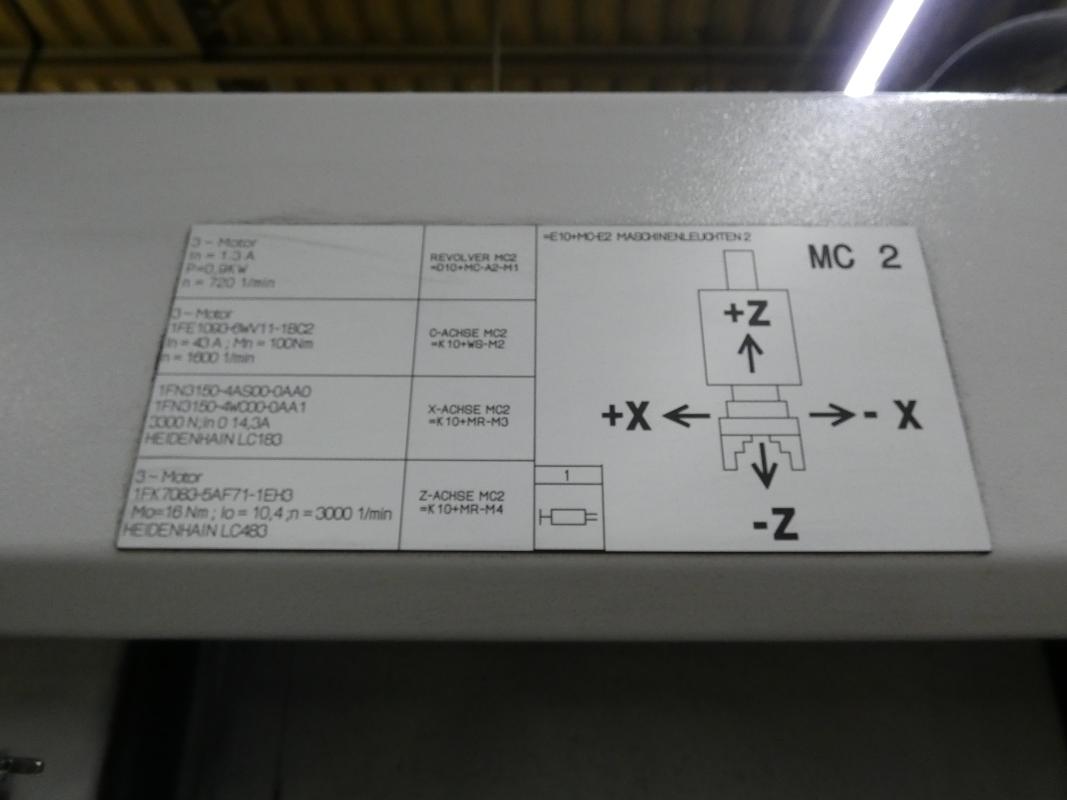 3 ~ Motor
In = 1.3 A
P=0,9KW
n = 720 1/min
REVOLVER MC2
=D10+MC-A2-M1
3 ~ Motor
1FE1093-6WV11-1BC2
In = 43 A ; Mn = 100Nm
n = 1600 1/min
C-ACHSE MC2
=K10+WS-M2
1FN3150-4AS00-0AA0
1FN3150-4WC00-0AA1
3300 N;In 0 14,3A
HEIDENHAIN LC183
X-ACHSE MC2
=K10+MR-M3
3 ~ Motor
1FK7083-5AF71-1EH3
Mo=16 Nm ; Io = 10,4 ;n = 3000 1/min
HEIDENHAIN LC483
Z-ACHSE MC2
=K10+MR-M4
=E10+MC-E2 MASCHINENLEUCHTEN 2
MC 2
+Z
+X
- X
-Z
1